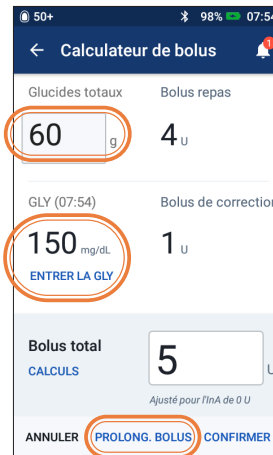 50+ 98% 07:54
Calculateur de bolus
Glucides totaux Bolus repas
60 g 4 U
GLY (07:54) Bolus de correction
150 mg/dL 1 U
ENTRER LA GLY
Bolus total 5 U
CALCULS
Ajusté pour l'InA de 0 U
ANNULER PROLONG. BOLUS CONFIRMER